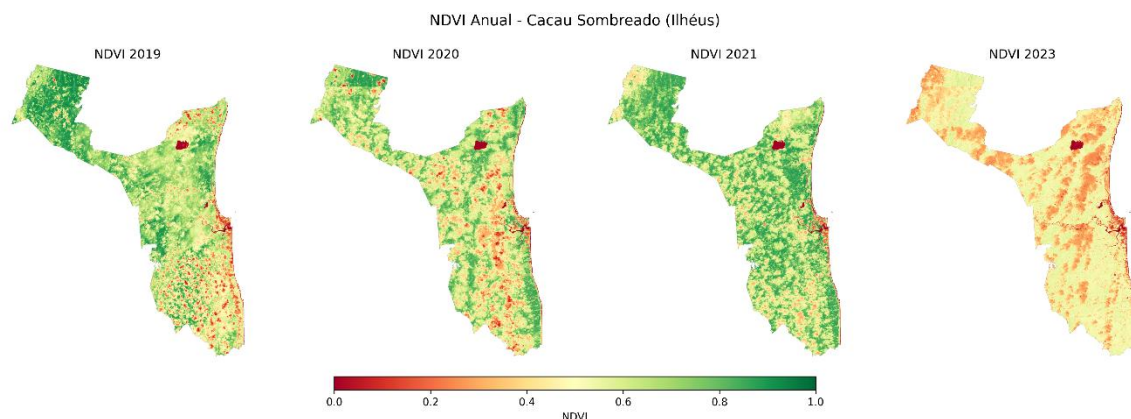 NDVI Anual - Cacau Sombreado (Ilhéus)
NDVI 2019
NDVI 2020
NDVI 2021
NDVI 2023
0.0 0.2 0.4 0.6 0.8 1.0
NDVI